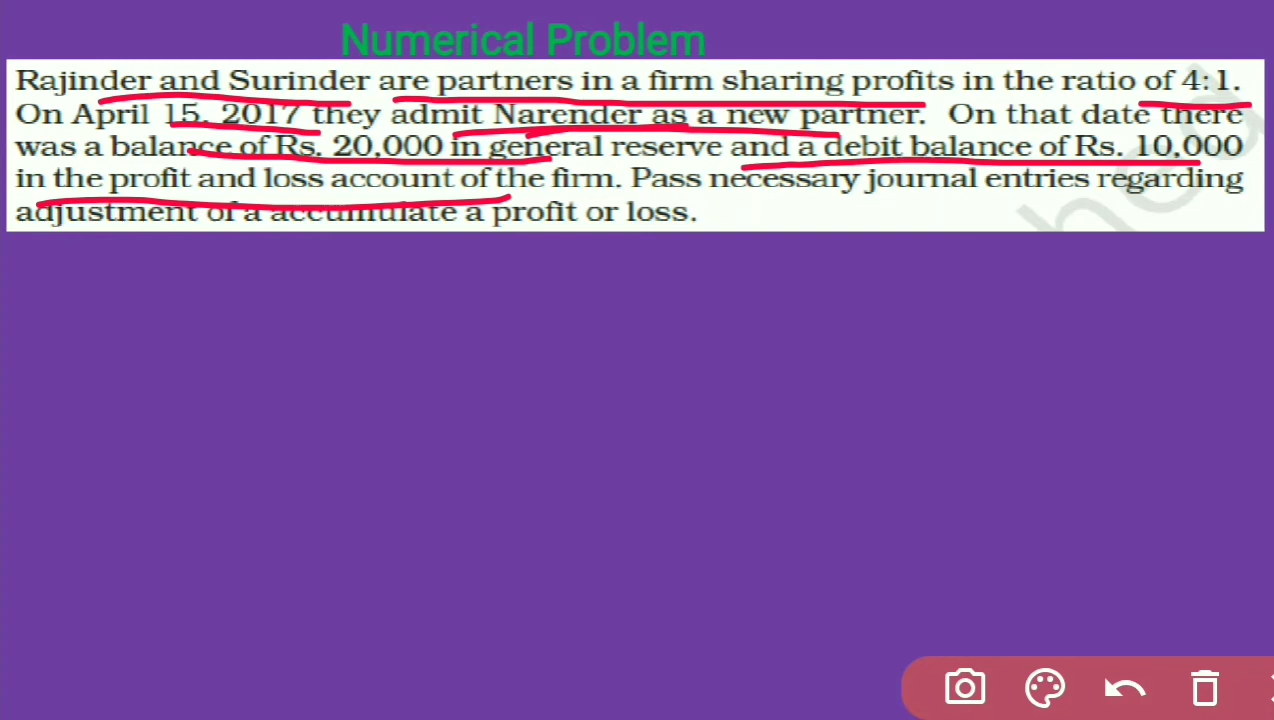 Numerical Problem
Rajinder and Surinder are partners in a firm sharing profits in the ratio of 4:1.
On April 15, 2017 they admit Narender as a new partner. On that date there
was a balance of Rs. 20,000 in general reserve and a debit balance of Rs. 10,000
in the profit and loss account of the firm. Pass necessary journal entries regarding
adjustment of a accumulate a profit or loss.